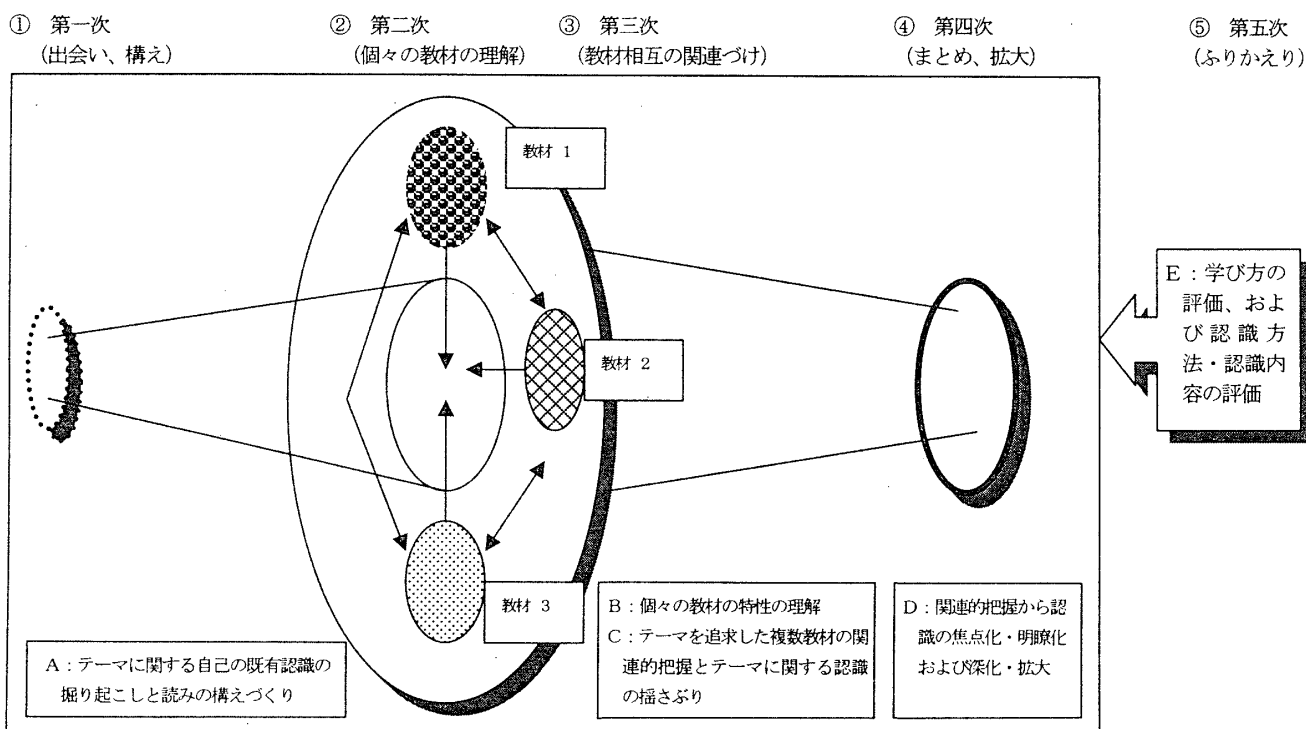 ① 第一次
(出会い、構え)
② 第二次
(個々の教材の理解)
③ 第三次
(教材相互の関連づけ)
④ 第四次
(まとめ、拡大)
⑤ 第五次
(ふりかえり)
教材 1
教材 2
教材 3
A：テーマに関する自己の既有認識の
掘り起こしと読みの構えづくり
B：個々の教材の特性の理解
C：テーマを追求した複数教材の関
連的把握とテーマに関する認識
の揺さぶり
D：関連的把握から認
識の焦点化・明瞭化
および深化・拡大
E：学び方の
評価、およ
び認識方
法・認識内
容の評価